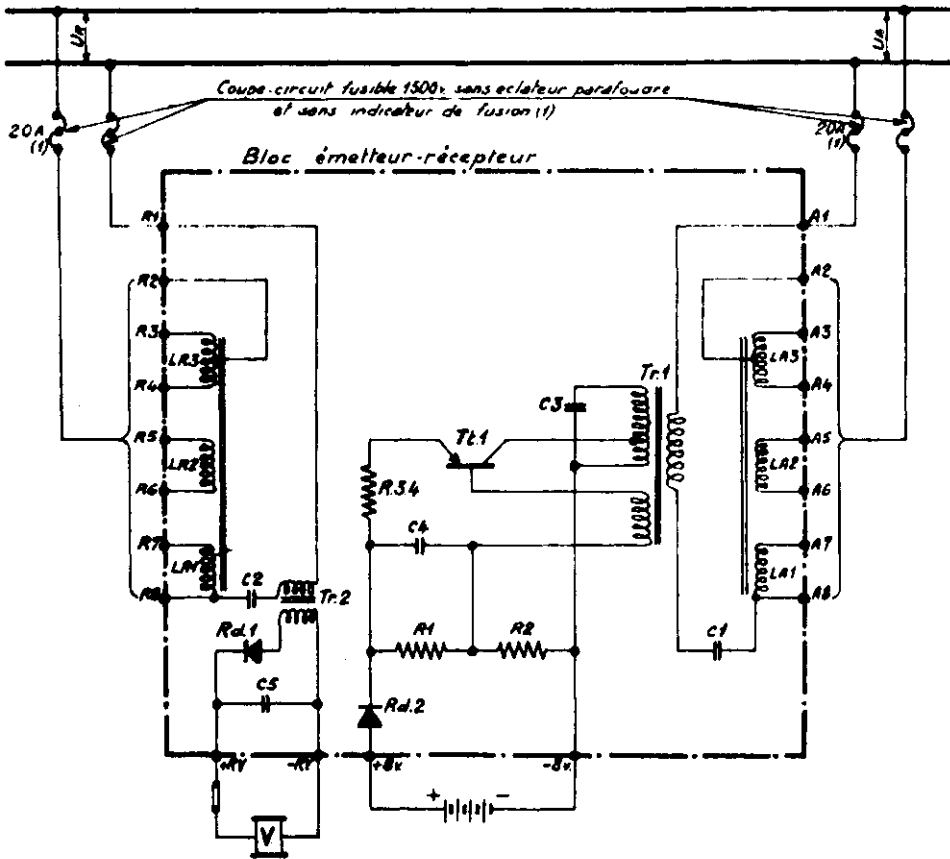 UR
UA
Coupe-circuit fusible 1500v. sans eclateur parafoudre
et sans indicateur de fusion (1)
20A
(1)
20A
(1)
Bloc émetteur-récepteur
R1
A1
R2
A2
R3
LR3
R4
A3
LA3
A4
Tr.1
C3
Tt.1
R5
LR2
R6
A5
LA2
A6
R.34
C4
R7
LR1
R8
A7
LA1
A8
C2
Tr.2
Rd.1
R1
R2
C1
C5
Rd.2
+RV
-RV
+8v.
-8v.
+
-
V